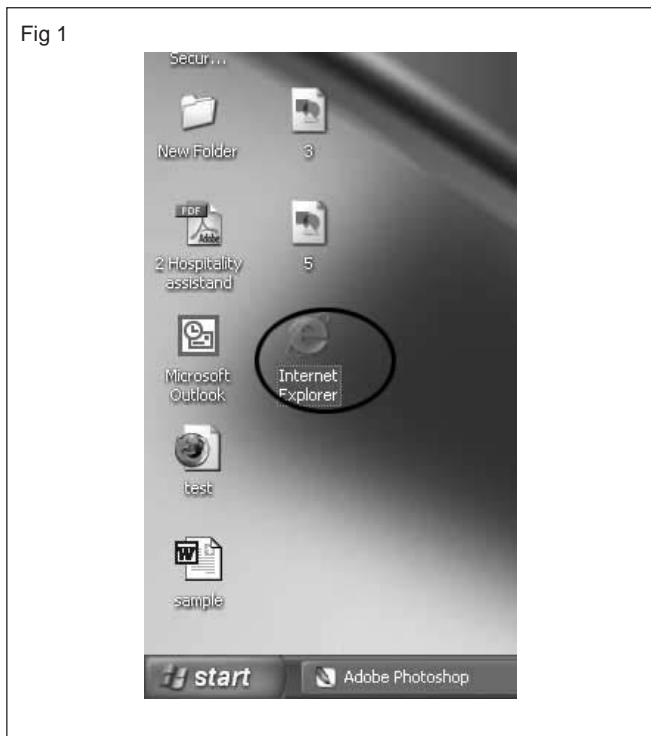 Fig 1
Secur...
New Folder
3
PDF
Adobe
2 Hospitality
assistand
5
Microsoft
Outlook
Internet
Explorer
test
W
sample
start
Adobe Photoshop